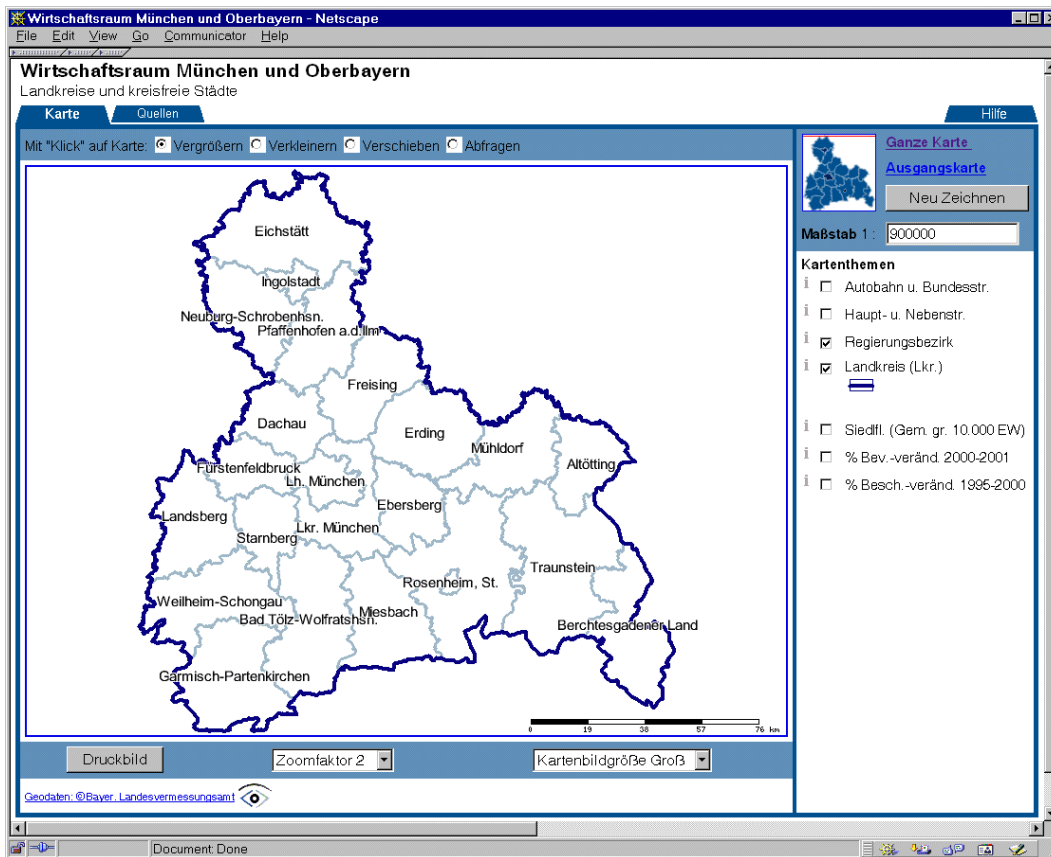 Wirtschaftsraum München und Oberbayern - Netscape
File Edit View Go Communicator Help
Wirtschaftsraum München und Oberbayern
Landkreise und kreisfreie Städte
Karte Quellen Hilfe
Mit "Klick" auf Karte: Vergrößern Verkleinern Verschieben Abfragen
Ganze Karte
Ausgangskarte
Neu Zeichnen
Maßstab 1 : 900000
Kartenthemen
Autobahn u. Bundesstr.
Haupt- u. Nebenstr.
Regierungsbezirk
Landkreis (Lkr.)
Siedlfl. (Gem. gr. 10.000 EW)
% Bev.-veränd. 2000-2001
% Besch.-veränd. 1995-2000
Eichstätt
Ingolstadt
Neuburg-Schrobenhsn.
Pfaffenhofen a.d.Ilm
Freising
Dachau
Erding
Mühldorf
Altötting
Fürstenfeldbruck
Lh. München
Ebersberg
Landsberg
Lkr. München
Starnberg
Traunstein
Rosenheim, St.
Weilheim-Schongau
Miesbach
Bad Tölz-Wolfratshsn.
Berchtesgadener Land
Garmisch-Partenkirchen
0 19 38 57 76 km
Druckbild Zoomfaktor 2 Kartenbildgröße Groß
Geodaten: ©Bayer. Landesvermessungsamt
Document: Done